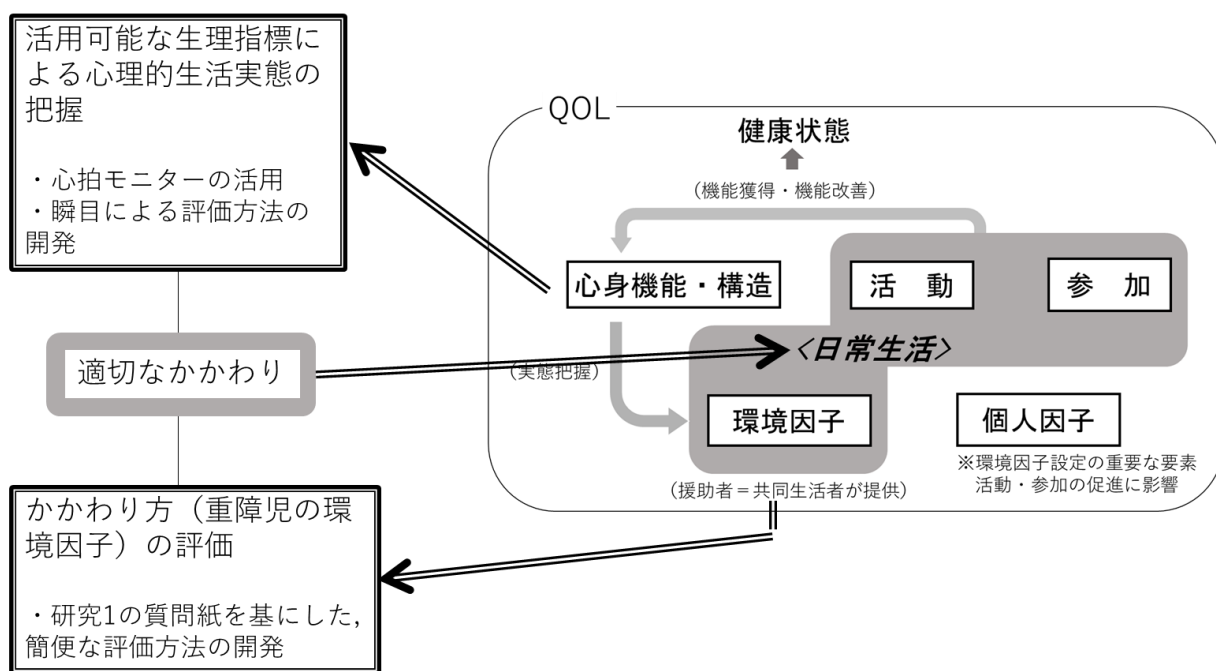 活用可能な生理指標に
よる心理的生活実態の
把握
・心拍モニターの活用
・瞬目による評価方法の
開発
適切なかかわり
かかわり方（重障児の環
境因子）の評価
・研究1の質問紙を基にした,
簡便な評価方法の開発
QOL
健康状態
（機能獲得・機能改善）
心身機能・構造
活　動
参　加
＜日常生活＞
（実態把握）
環境因子
個人因子
（援助者＝共同生活者が提供）
※環境因子設定の重要な要素
活動・参加の促進に影響